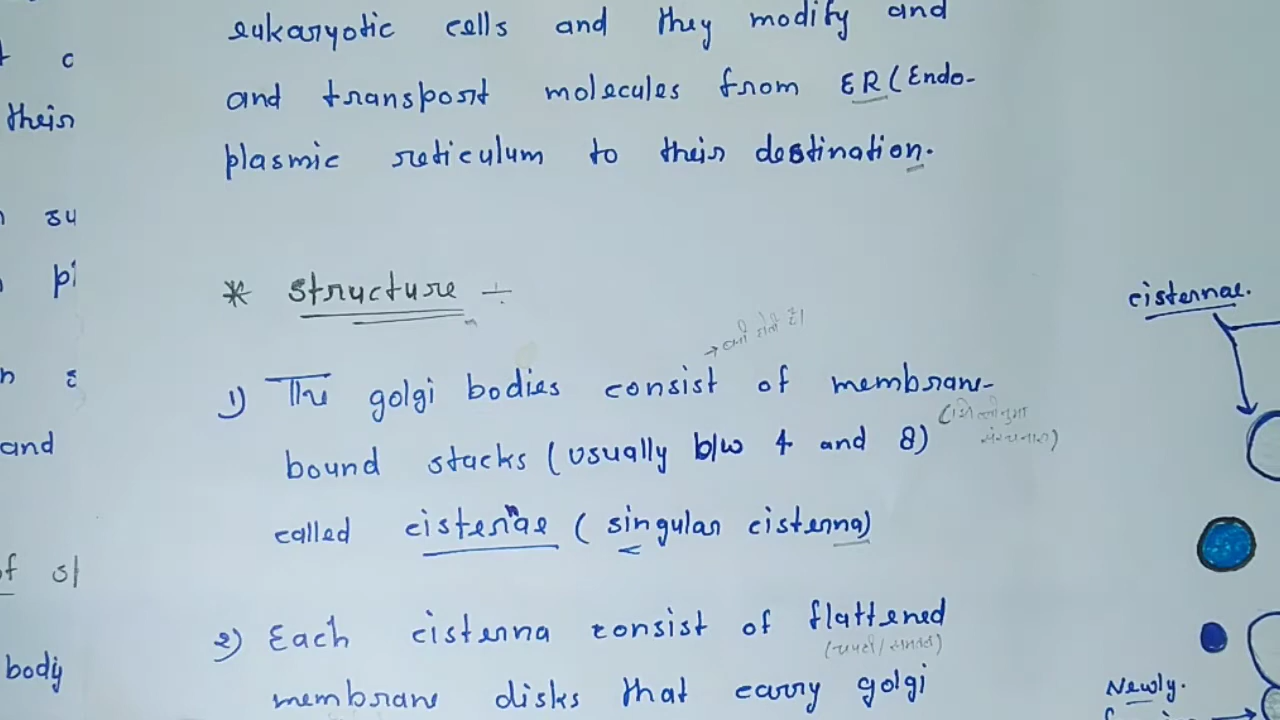 eukaryotic cells and they modify and
and transport molecules from ER (Endo-
plasmic reticulum to their destination.
* structure ÷
1) The golgi bodies consist of membrane-
bound stacks (usually b/w 4 and 8)
called cisternae (singular cisterna)
2) Each cisterna consist of flattened
(चपटी/समतल)
membrane disks that carry golgi
their
and
body
cisternae.
Newly.